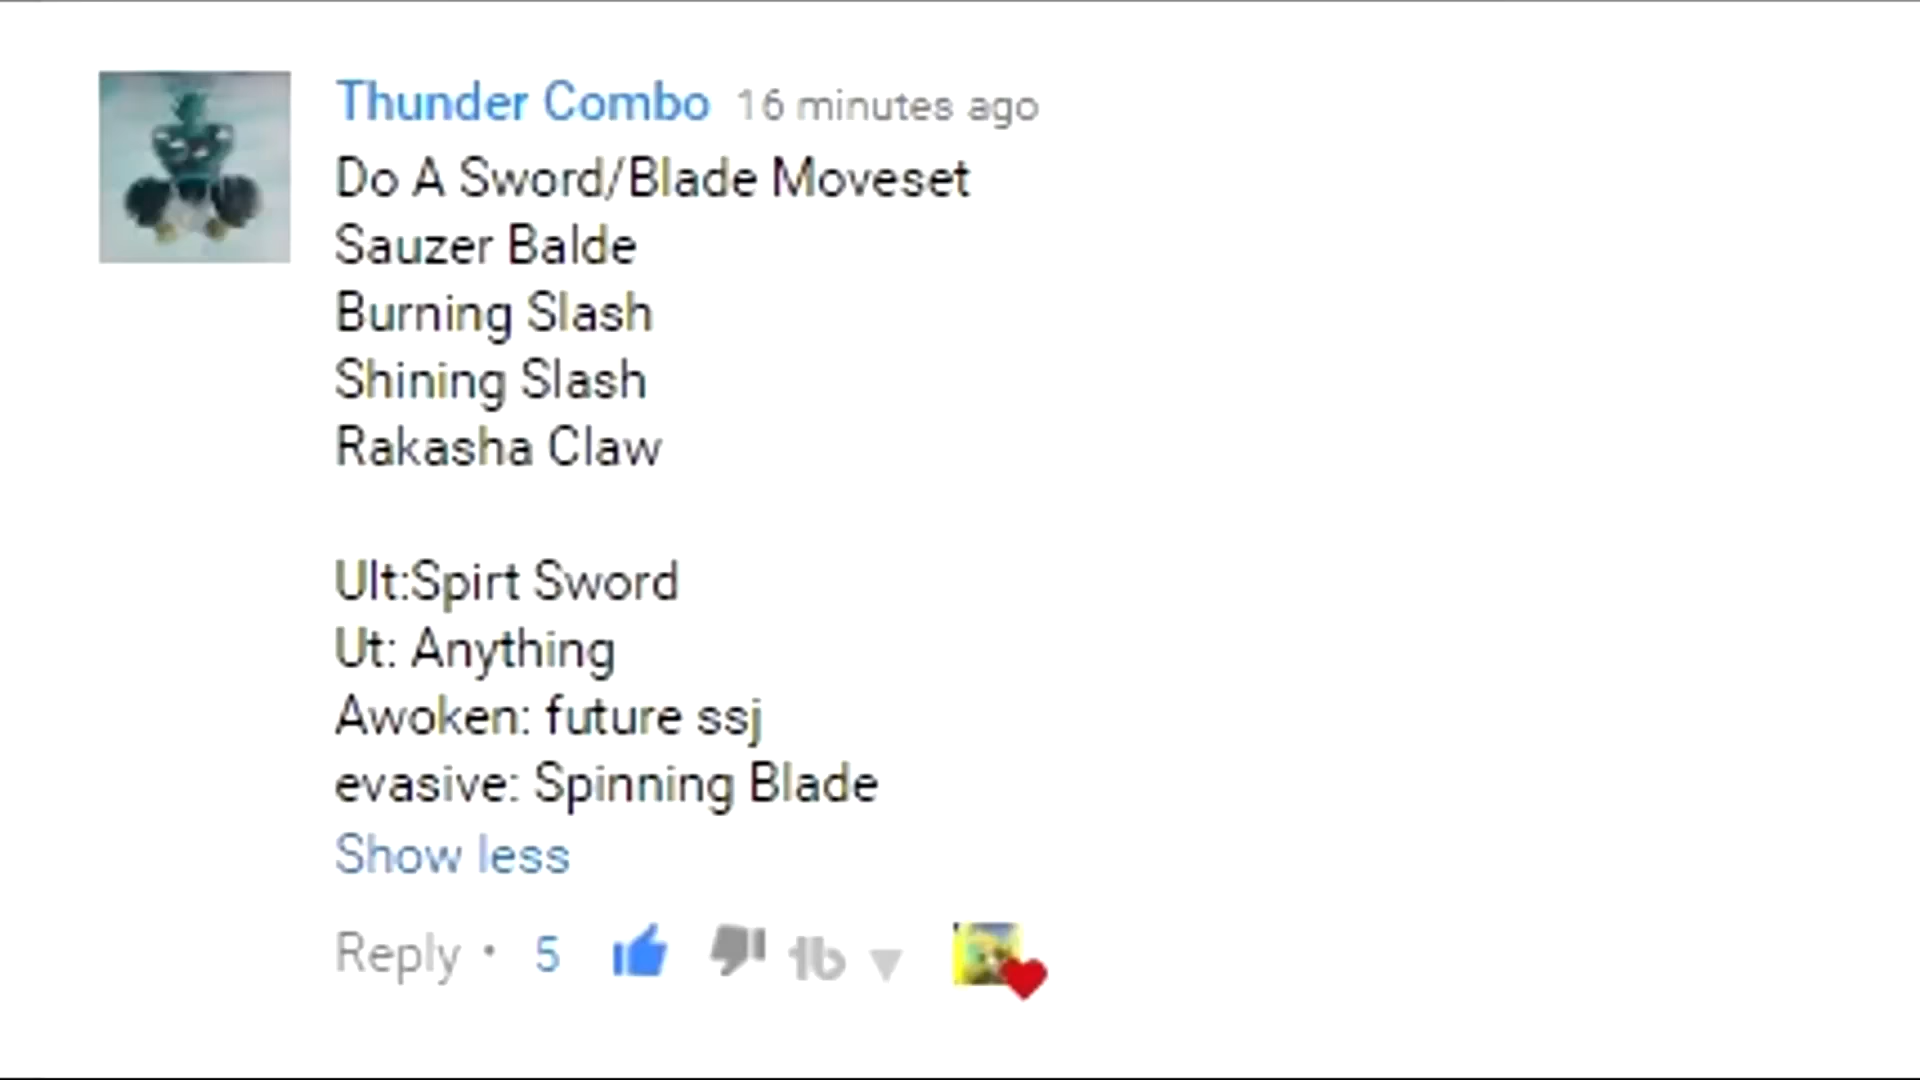 Thunder Combo 16 minutes ago
Do A Sword/Blade Moveset
Sauzer Balde
Burning Slash
Shining Slash
Rakasha Claw
Ult:Spirt Sword
Ut: Anything
Awoken: future ssj
evasive: Spinning Blade
Show less
Reply • 5 tb